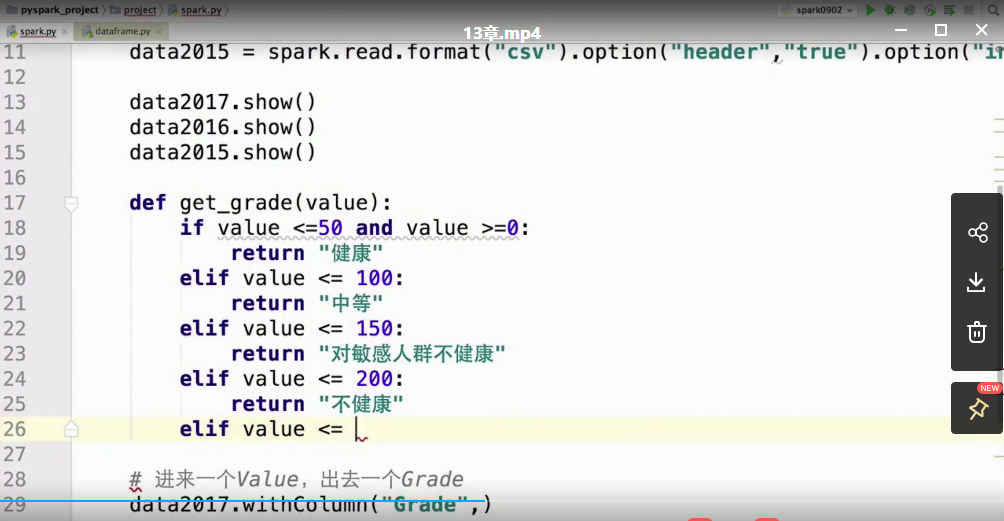 pyspark_project project spark.py
spark0902
spark.py dataframe.py
13章.mp4
11 data2015 = spark.read.format("csv").option("header","true").option("in
12
13 data2017.show()
14 data2016.show()
15 data2015.show()
16
17 def get_grade(value):
18 if value <=50 and value >=0:
19 return "健康"
20 elif value <= 100:
21 return "中等"
22 elif value <= 150:
23 return "对敏感人群不健康"
24 elif value <= 200:
25 return "不健康"
26 elif value <=
27
28 # 进来一个Value，出去一个Grade
29 data2017.withColumn("Grade",)
NEW